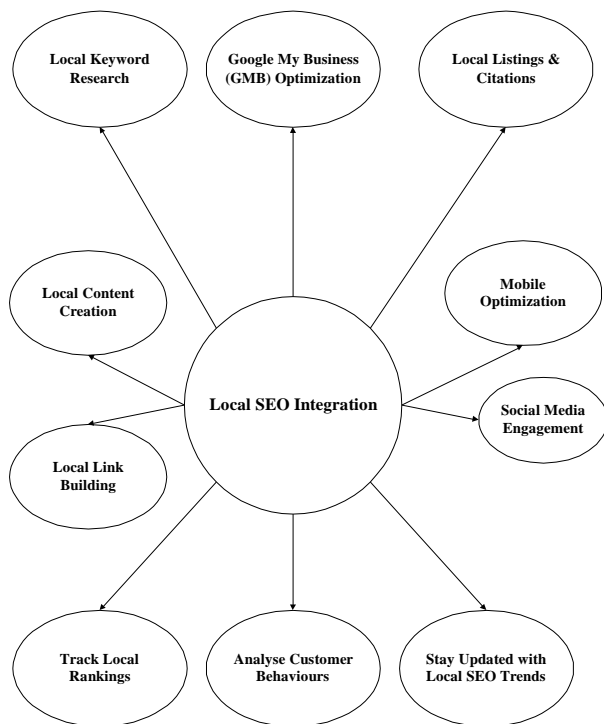 Local Keyword
Research
Google My Business
(GMB) Optimization
Local Listings &
Citations
Local Content
Creation
Mobile
Optimization
Local SEO Integration
Social Media
Engagement
Local Link
Building
Track Local
Rankings
Analyse Customer
Behaviours
Stay Updated with
Local SEO Trends